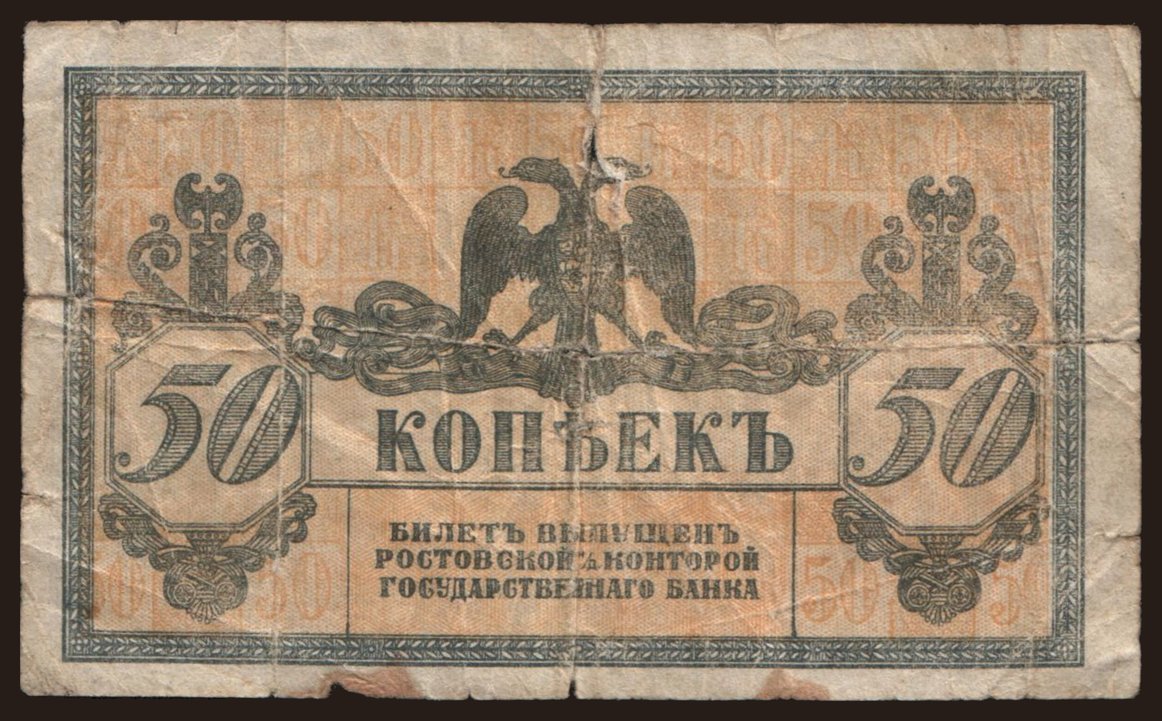 50 КОПѢЕКЪ 50
БИЛЕТЪ ВЫПУЩЕНЪ
РОСТОВСКОЙ Н/Д КОНТОРОЙ
ГОСУДАРСТВЕННАГО БАНКА